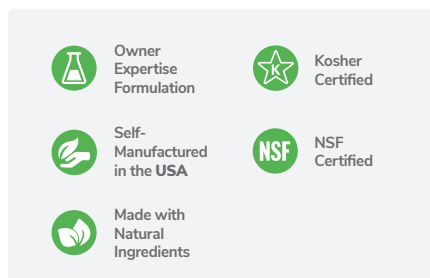 Owner
Expertise
Formulation
K
Kosher
Certified
Self-
Manufactured
in the USA
NSF
NSF
Certified
Made with
Natural
Ingredients